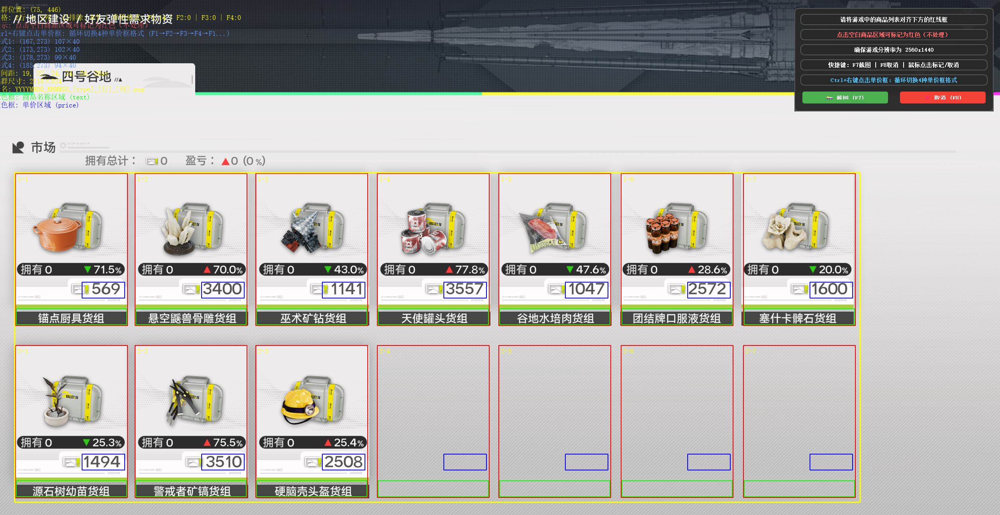 群位置: (75, 446)
// 地区建设 / 好友弹性需求物资
F2:0 | F3:0 | F4:0
示: 点击空白商品区域可标记为红色 (不处理)
rl+右键点击单价框: 循环切换4种单价框格式 (F1→F2→F3→F4→F1...)
式1: (167,273) 107×40
式2: (173,273) 102×40
式3: (178,273) 99×40
式4: (185,273) 94×40
间距: 19, 22, 24, 24, 26, 26px
四号谷地
群尺寸: 2118×824
名: YYYYMMDD_HHMMSS_[type]_[行]_[列].png
色框: 商品名称区域 (text)
色框: 单价区域 (price)
请将游戏中的商品列表对齐下方的红线框
点击空白商品区域可标记为红色（不处理）
确保游戏分辨率为 2560x1440
快捷键: F7截图 | F8取消 | 鼠标点击标记/取消
Ctrl+右键点击单价框: 循环切换4种单价框格式
截图 (F7) 取消 (F8)
市场
拥有总计： 0 盈亏： ▲0 (0%)
1-1 1-2 1-3 1-4 1-5 1-6 1-7
拥有 0 ▼71.5% 拥有 0 ▲70.0% 拥有 0 ▼43.0% 拥有 0 ▲77.8% 拥有 0 ▼47.6% 拥有 0 ▲28.6% 拥有 0 ▼20.0%
569 3400 1141 3557 1047 2572 1600
锚点厨具货组 悬空鼷兽骨雕货组 巫术矿钻货组 天使罐头货组 谷地水培肉货组 团结牌口服液货组 塞什卡髀石货组
2-1 2-2 2-3 2-4 2-5 2-6 2-7
拥有 0 ▼25.3% 拥有 0 ▲75.5% 拥有 0 ▲25.4%
1494 3510 2508
源石树幼苗货组 警戒者矿镐货组 硬脑壳头盔货组